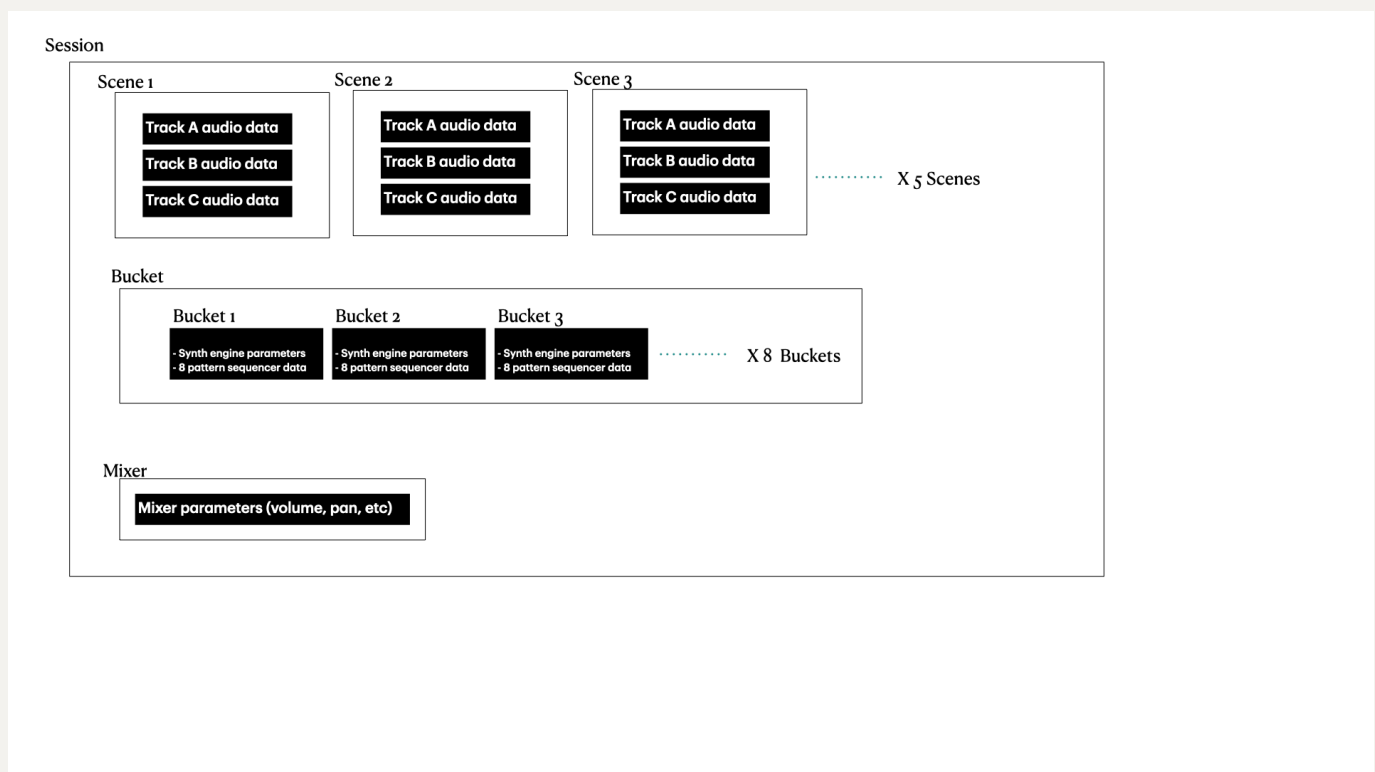 Session
Scene 1
Scene 2
Scene 3
Track A audio data
Track B audio data
Track C audio data
Track A audio data
Track B audio data
Track C audio data
Track A audio data
Track B audio data
Track C audio data
X 5 Scenes
Bucket
Bucket 1
- Synth engine parameters
- 8 pattern sequencer data
Bucket 2
- Synth engine parameters
- 8 pattern sequencer data
Bucket 3
- Synth engine parameters
- 8 pattern sequencer data
X 8 Buckets
Mixer
Mixer parameters (volume, pan, etc)